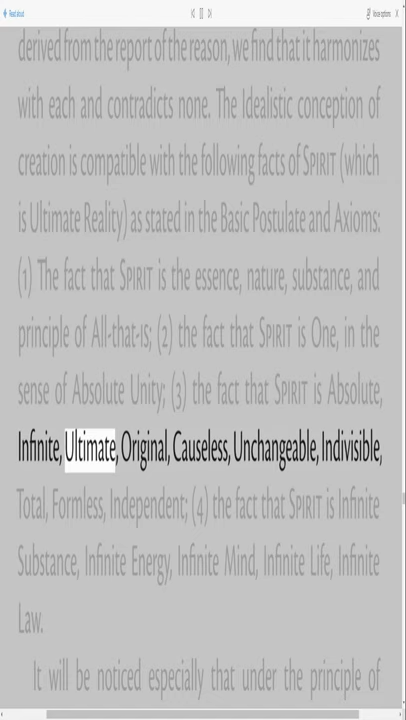 Read aloud Voice options
derived from the report of the reason, we find that it harmonizes
with each and contradicts none. The Idealistic conception of
creation is compatible with the following facts of SPIRIT (which
is Ultimate Reality) as stated in the Basic Postulate and Axioms:
(1) The fact that SPIRIT is the essence, nature, substance, and
principle of All-that-IS; (2) the fact that SPIRIT is One, in the
sense of Absolute Unity; (3) the fact that SPIRIT is Absolute,
Infinite, Ultimate, Original, Causeless, Unchangeable, Indivisible,
Total, Formless, Independent; (4) the fact that SPIRIT is Infinite
Substance, Infinite Energy, Infinite Mind, Infinite Life, Infinite
Law.
It will be noticed especially that under the principle of